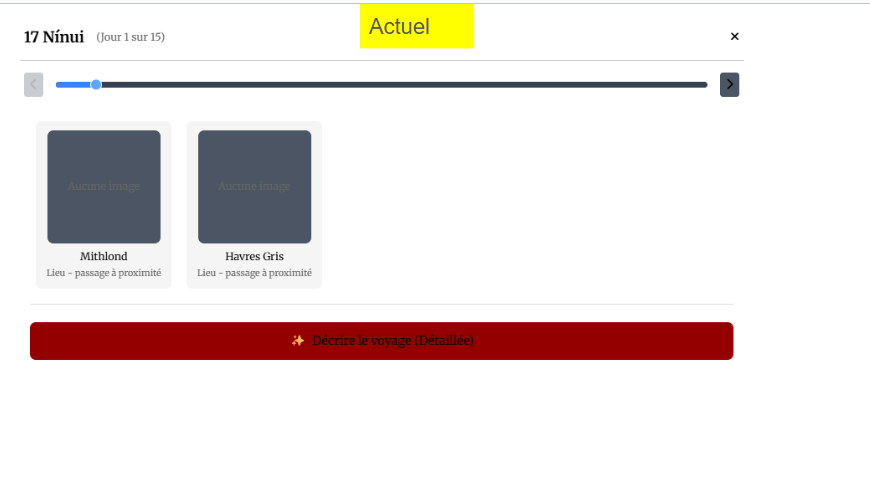 Actuel
17 Nínui (Jour 1 sur 15)
Aucune image
Aucune image
Mithlond
Lieu - passage à proximité
Havres Gris
Lieu - passage à proximité
✨ Décrire le voyage (Détaillée)